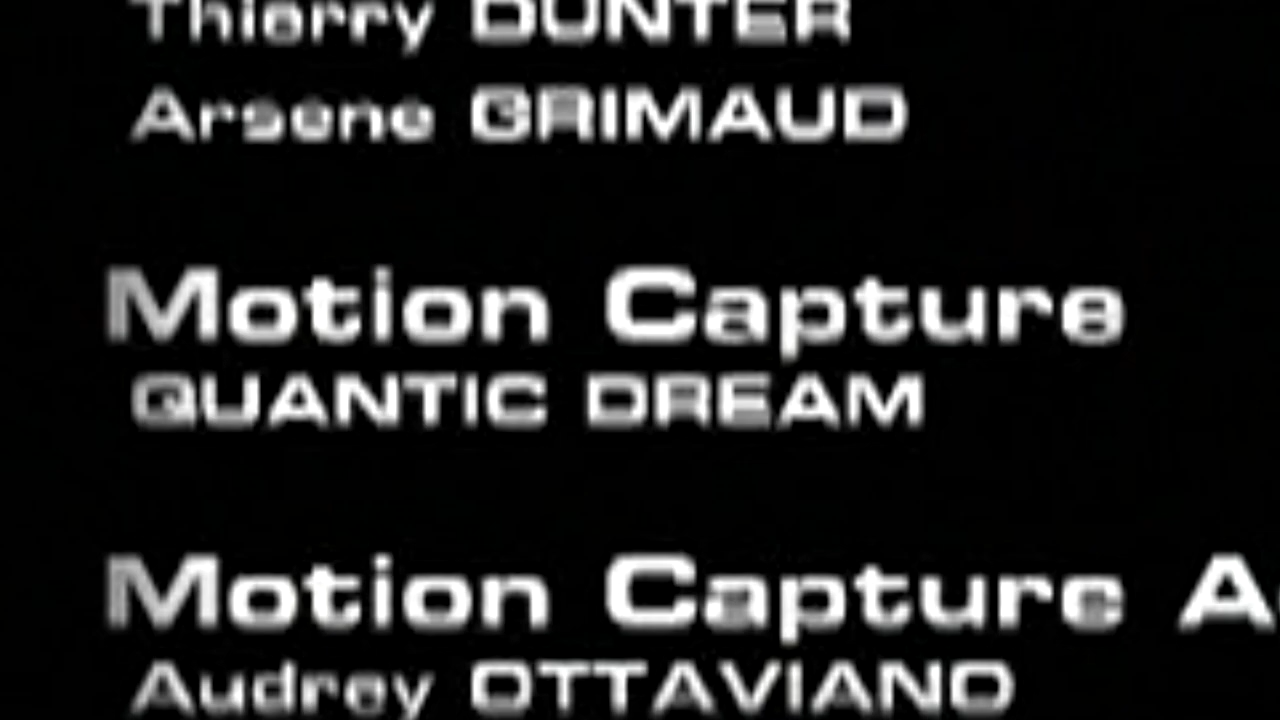 Thierry DUNTER
Arsene GRIMAUD
Motion Capture
QUANTIC DREAM
Motion Capture A
Audrey OTTAVIANO